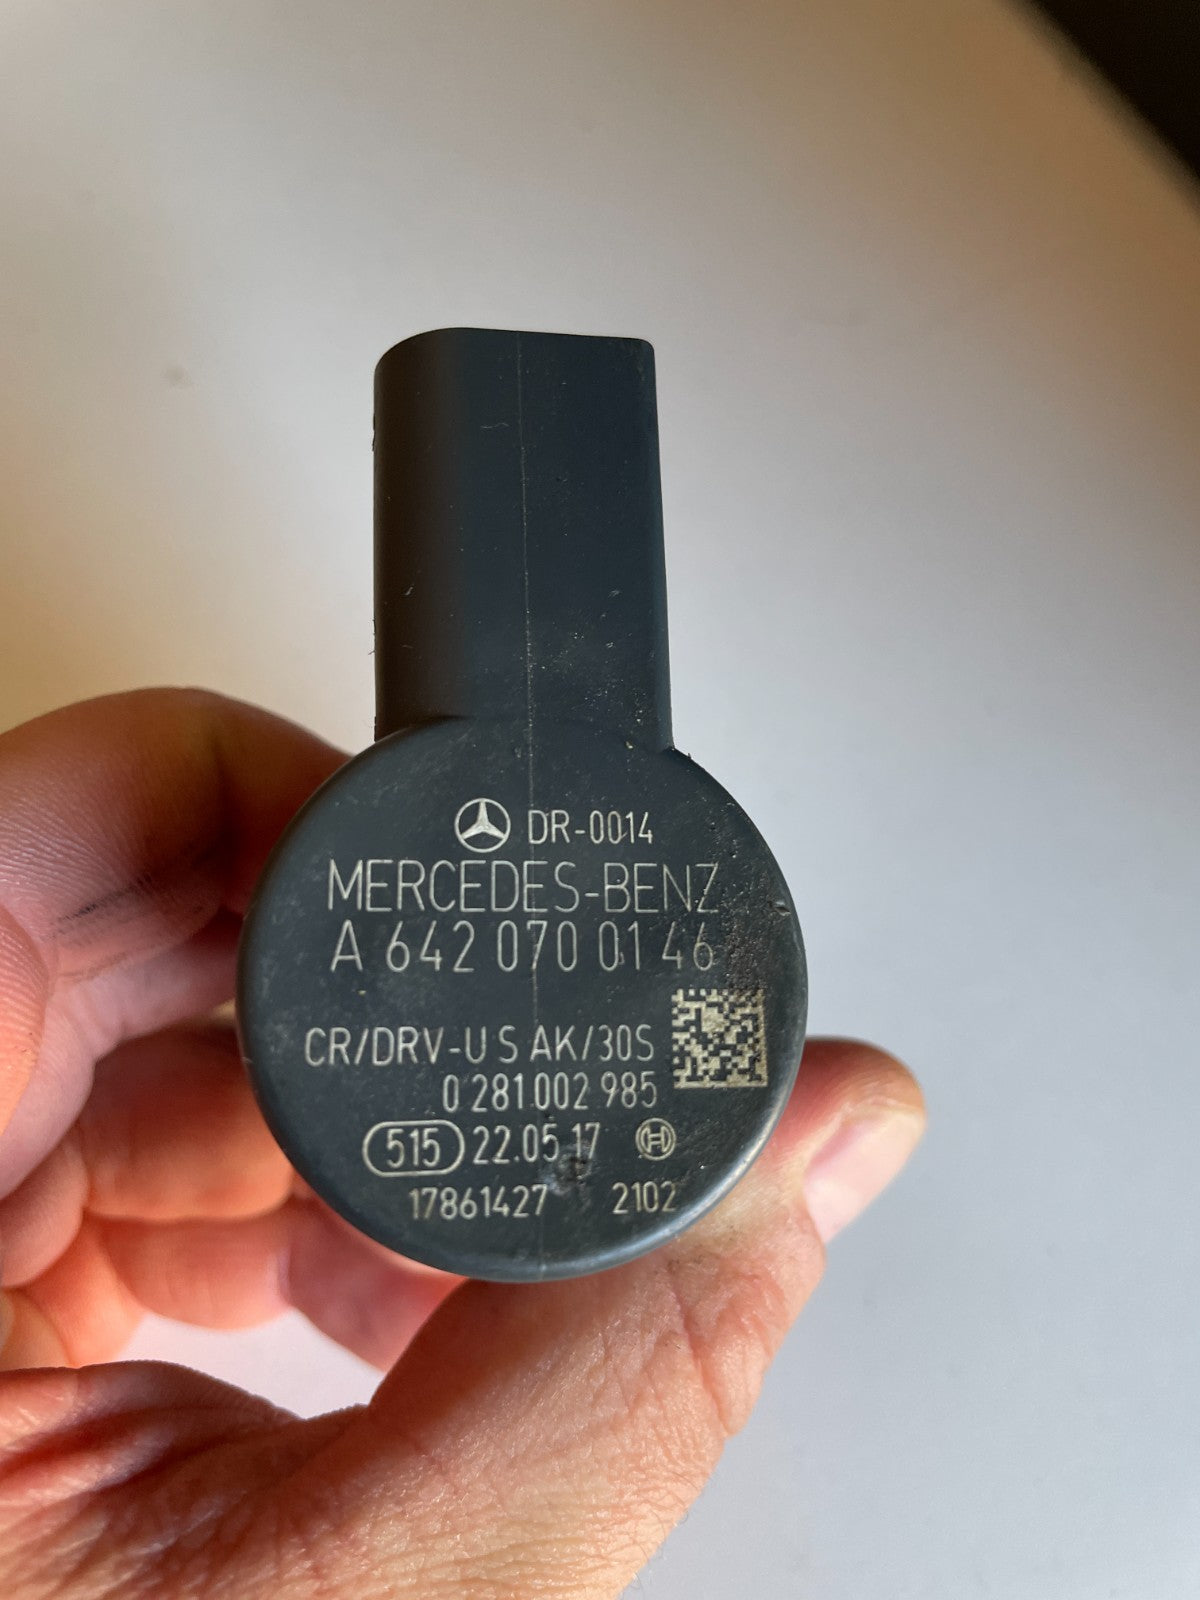 DR-0014
MERCEDES-BENZ
A 642 070 01 46
CR/DRV-U S AK/30S
0 281 002 985
515 22.05.17
17861427 2102